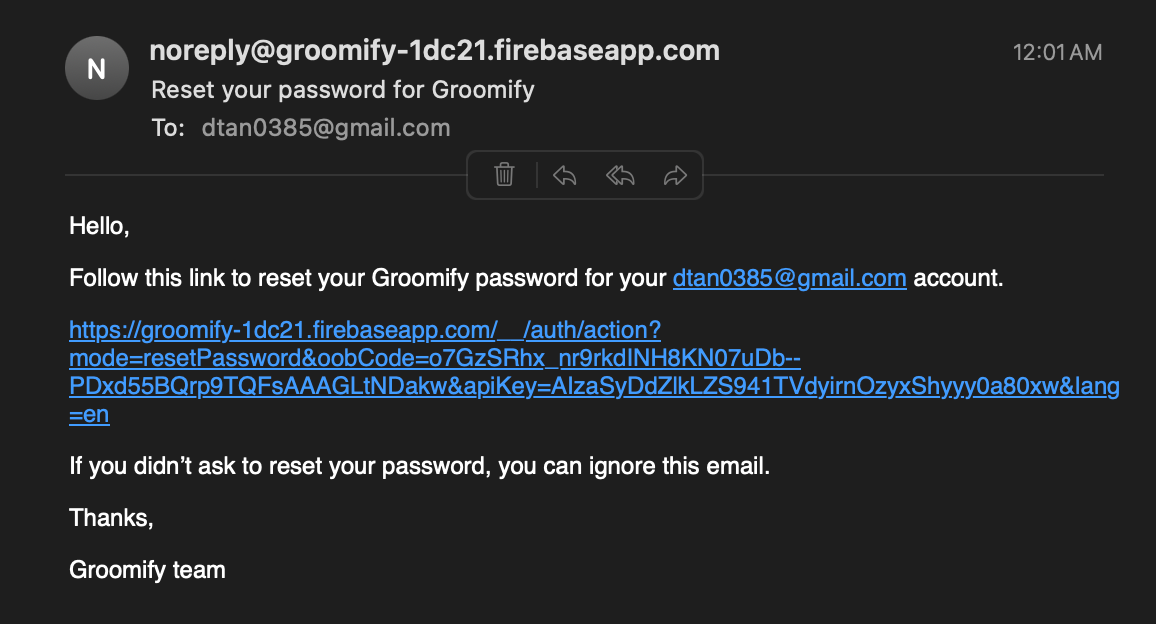 N
noreply@groomify-1dc21.firebaseapp.com
12:01 AM
Reset your password for Groomify
To: dtan0385@gmail.com
Hello,
Follow this link to reset your Groomify password for your dtan0385@gmail.com account.
https://groomify-1dc21.firebaseapp.com/__/auth/action?
mode=resetPassword&oobCode=o7GzSRhx_nr9rkdINH8KN07uDb--
PDxd55BQrp9TQFsAAAGLtNDakw&apiKey=AIzaSyDdZlkLZS941TVdyirnOzyxShyyy0a80xw&lang
=en
If you didn’t ask to reset your password, you can ignore this email.
Thanks,
Groomify team